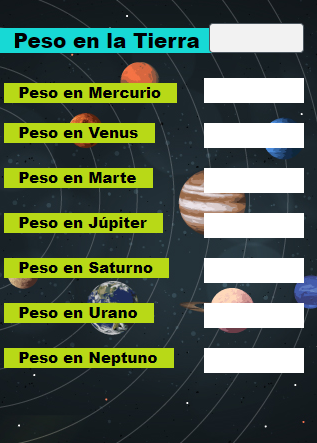 Peso en la Tierra
Peso en Mercurio
Peso en Venus
Peso en Marte
Peso en Júpiter
Peso en Saturno
Peso en Urano
Peso en Neptuno